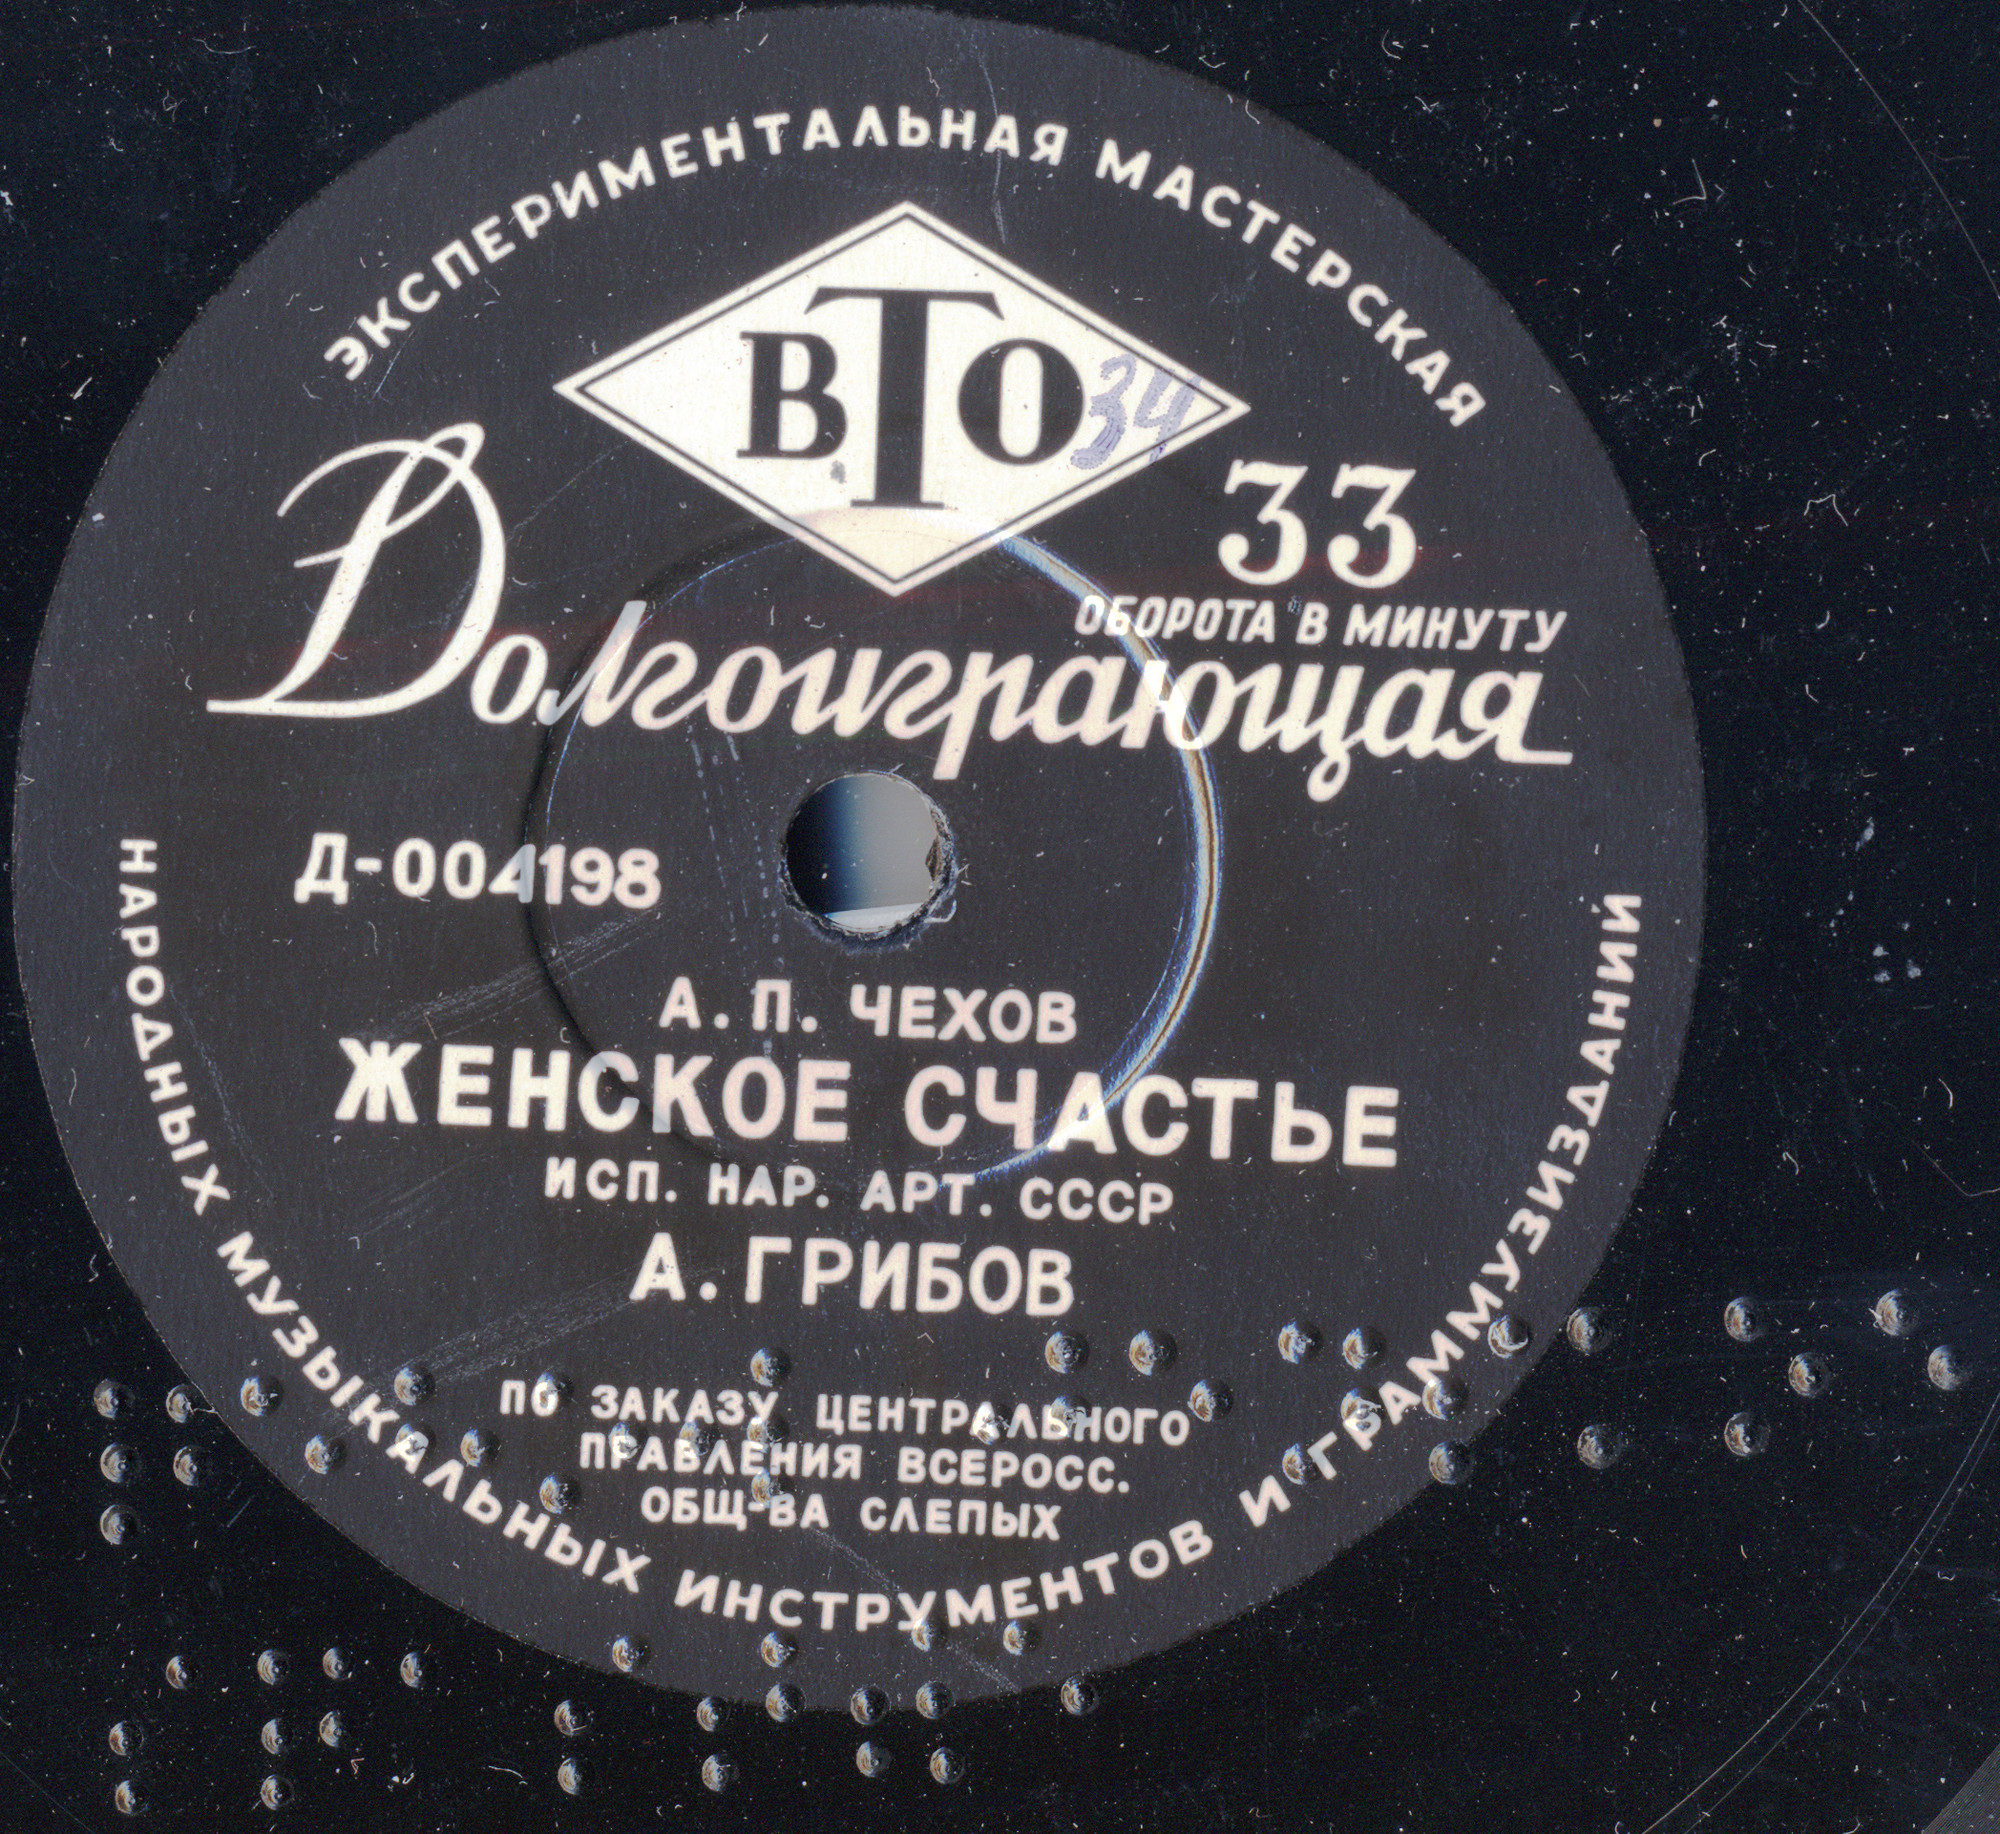 ЭКСПЕРИМЕНТАЛЬНАЯ МАСТЕРСКАЯ
ВТО
34
33
ОБОРОТА В МИНУТУ
Долгоиграющая
Д-004198
А. П. ЧЕХОВ
ЖЕНСКОЕ СЧАСТЬЕ
ИСП. НАР. АРТ. СССР
А. ГРИБОВ
ПО ЗАКАЗУ ЦЕНТРАЛЬНОГО
ПРАВЛЕНИЯ ВСЕРОСС.
ОБЩ-ВА СЛЕПЫХ
НАРОДНЫХ МУЗЫКАЛЬНЫХ ИНСТРУМЕНТОВ И ГРАММУЗИЗДАНИЙ